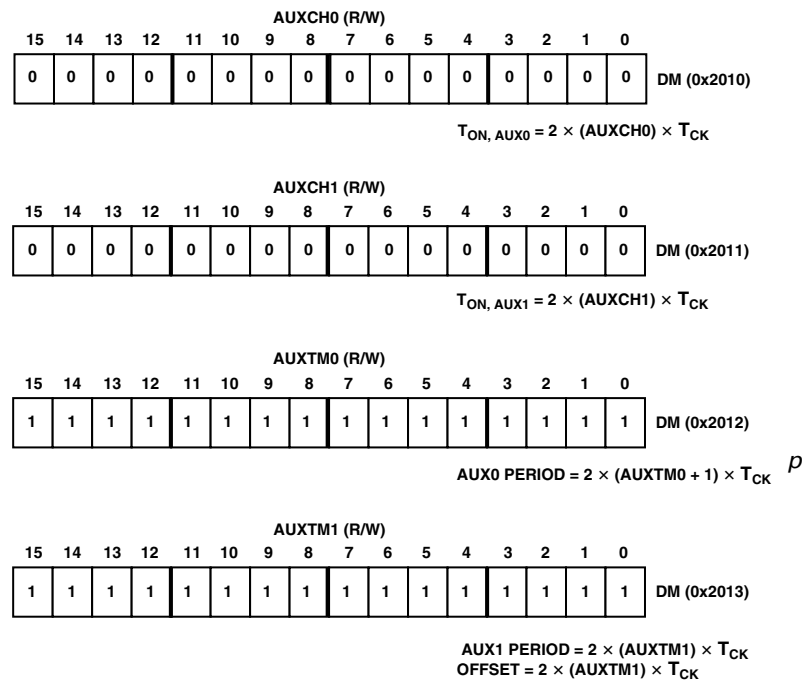 AUXCH0 (R/W)
15 14 13 12 11 10 9 8 7 6 5 4 3 2 1 0
0 0 0 0 0 0 0 0 0 0 0 0 0 0 0 0 DM (0x2010)
TON, AUX0 = 2 × (AUXCH0) × TCK
AUXCH1 (R/W)
15 14 13 12 11 10 9 8 7 6 5 4 3 2 1 0
0 0 0 0 0 0 0 0 0 0 0 0 0 0 0 0 DM (0x2011)
TON, AUX1 = 2 × (AUXCH1) × TCK
AUXTM0 (R/W)
15 14 13 12 11 10 9 8 7 6 5 4 3 2 1 0
1 1 1 1 1 1 1 1 1 1 1 1 1 1 1 1 DM (0x2012)
AUX0 PERIOD = 2 × (AUXTM0 + 1) × TCK p
AUXTM1 (R/W)
15 14 13 12 11 10 9 8 7 6 5 4 3 2 1 0
1 1 1 1 1 1 1 1 1 1 1 1 1 1 1 1 DM (0x2013)
AUX1 PERIOD = 2 × (AUXTM1) × TCK
OFFSET = 2 × (AUXTM1) × TCK